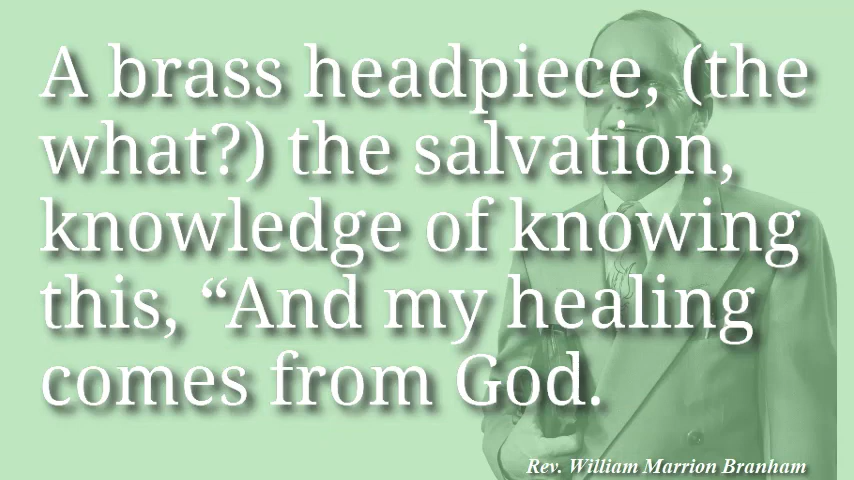 A brass headpiece, (the
what?) the salvation,
knowledge of knowing
this, “And my healing
comes from God.
Rev. William Marrion Branham